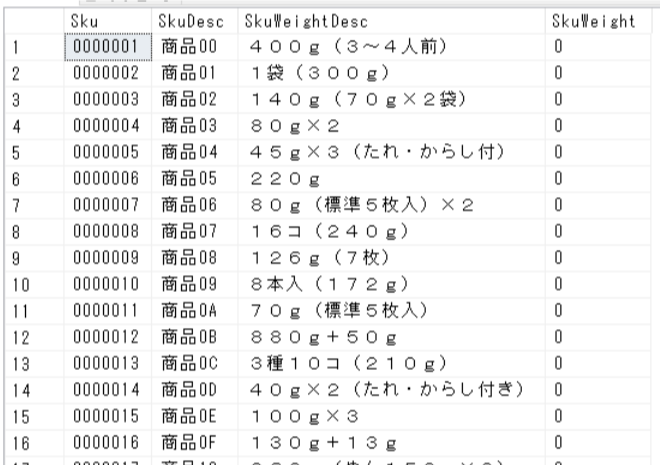 Sku SkuDesc SkuWeightDesc SkuWeight
1 0000001 商品00 ４００ｇ（３～４人前） 0
2 0000002 商品01 １袋（３００ｇ） 0
3 0000003 商品02 １４０ｇ（７０ｇ×２袋） 0
4 0000004 商品03 ８０ｇ×２ 0
5 0000005 商品04 ４５ｇ×３（たれ・からし付） 0
6 0000006 商品05 ２２０ｇ 0
7 0000007 商品06 ８０ｇ（標準５枚入）×２ 0
8 0000008 商品07 １６コ（２４０ｇ） 0
9 0000009 商品08 １２６ｇ（７枚） 0
10 0000010 商品09 ８本入（１７２ｇ） 0
11 0000011 商品0A ７０ｇ（標準５枚入） 0
12 0000012 商品0B ８８０ｇ＋５０ｇ 0
13 0000013 商品0C ３種１０コ（２１０ｇ） 0
14 0000014 商品0D ４０ｇ×２（たれ・からし付き） 0
15 0000015 商品0E １００ｇ×３ 0
16 0000016 商品0F １３０ｇ＋１３ｇ 0